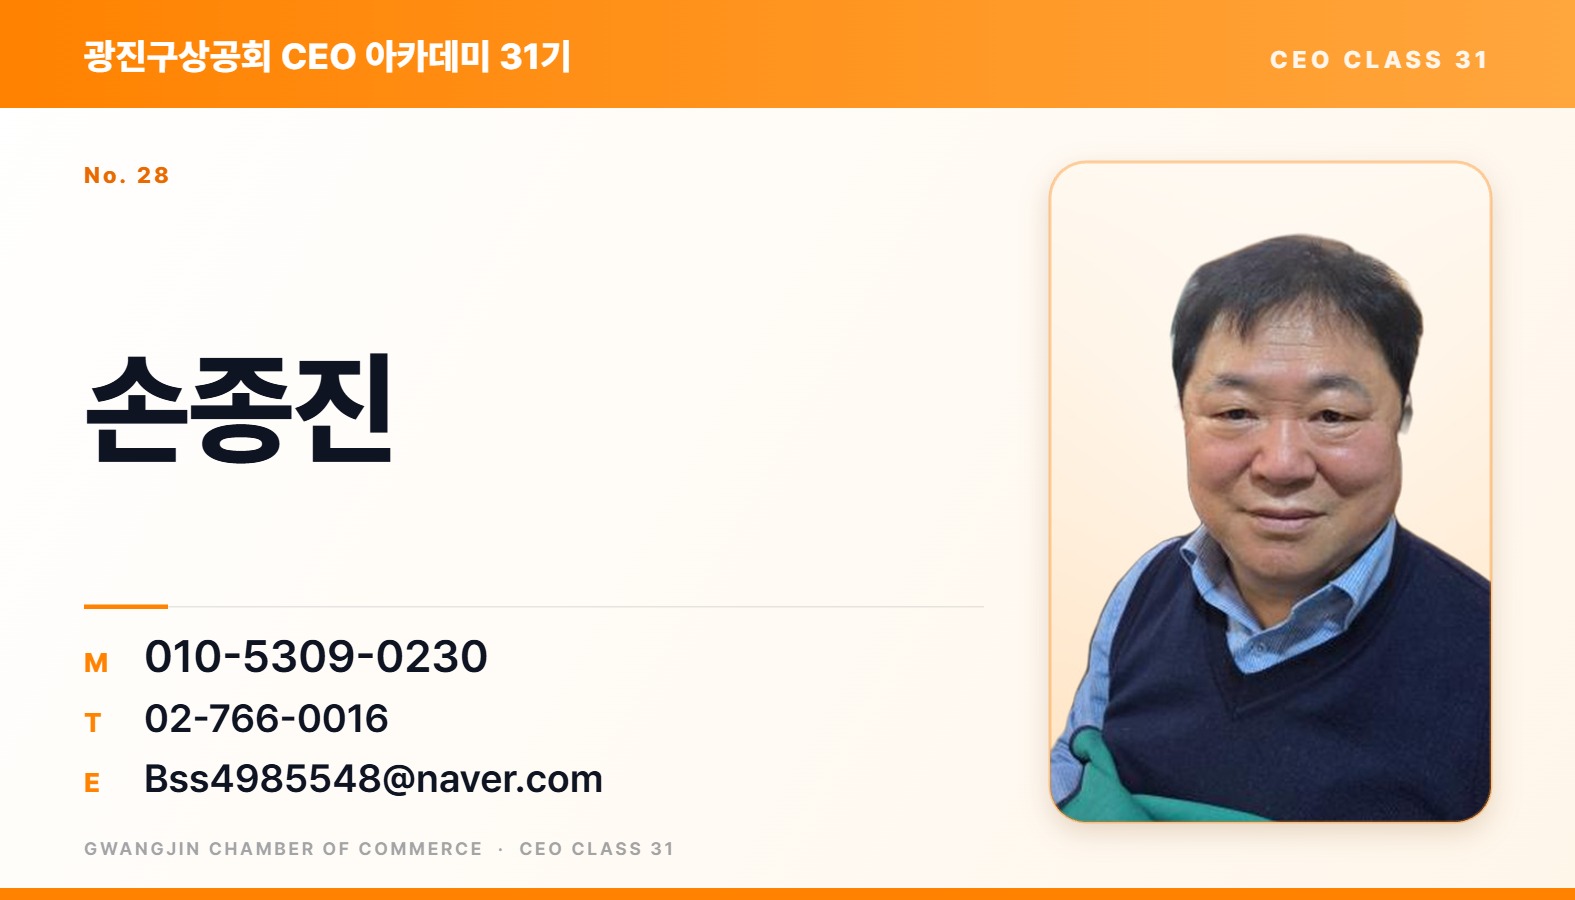 광진구상공회 CEO 아카데미 31기
CEO CLASS 31
No. 28
손종진
M 010-5309-0230
T 02-766-0016
E Bss4985548@naver.com
GWANGJIN CHAMBER OF COMMERCE · CEO CLASS 31